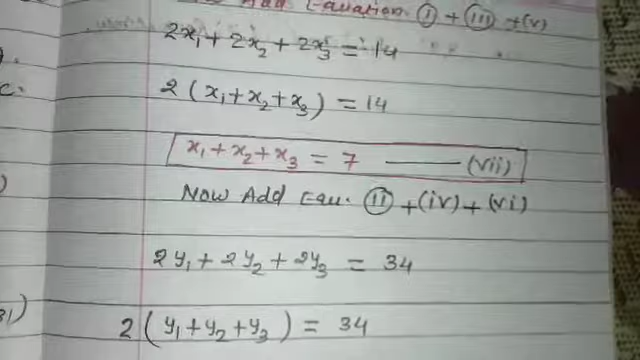 Add Equation. (i) + (iii) + (v)
2x₁ + 2x₂ + 2x₃ = 14
2 (x₁+x₂+x₃) = 14
x₁ + x₂ + x₃ = 7 —— (vii)
Now Add Equ. (ii) + (iv) + (vi)
2y₁ + 2y₂ + 2y₃ = 34
2 (y₁+y₂+y₃) = 34